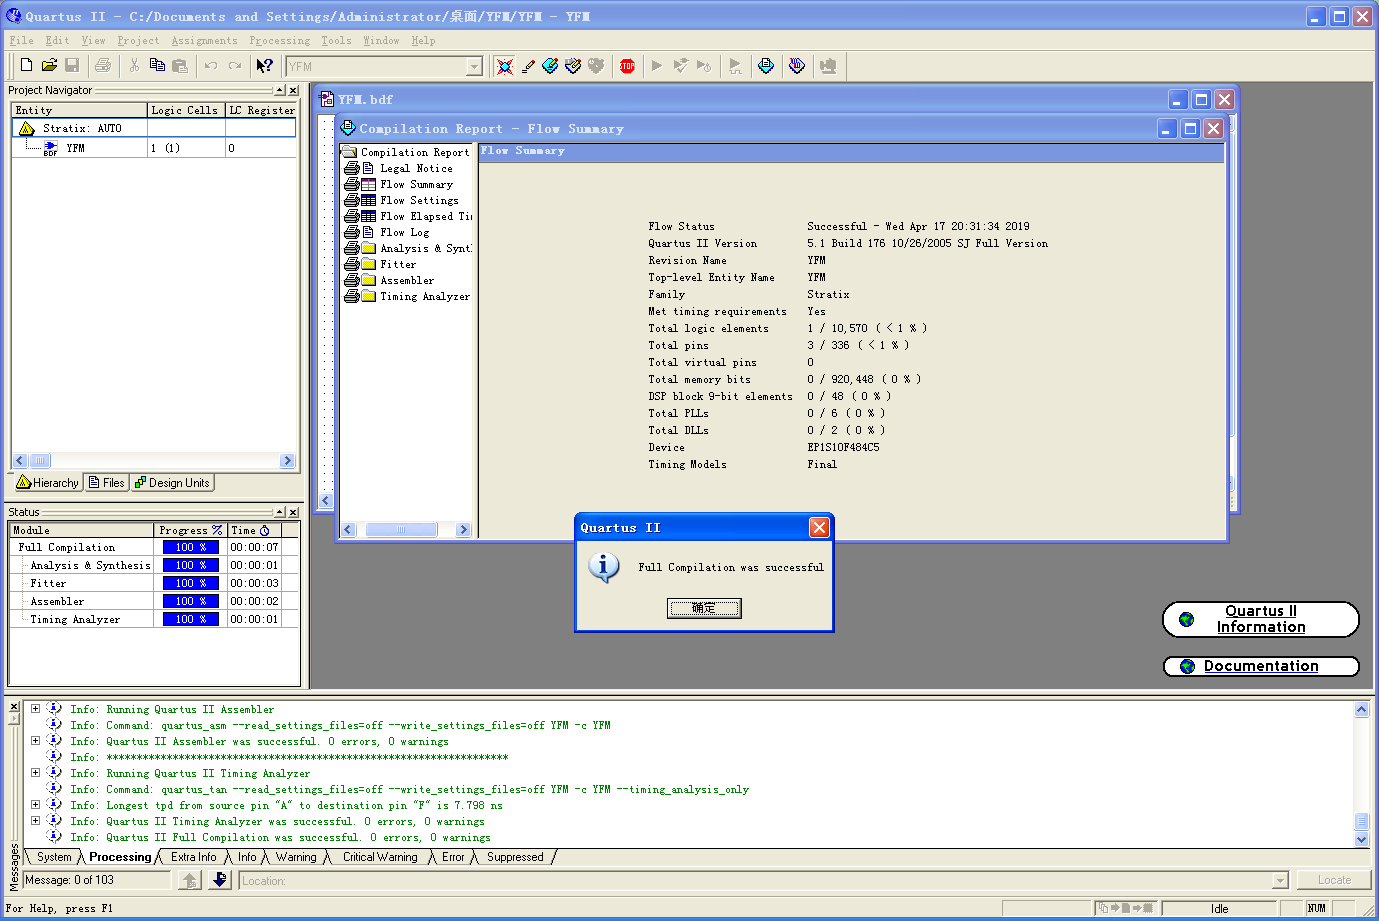 Quartus II - C:/Documents and Settings/Administrator/桌面/YFM/YFM - YFM
File Edit View Project Assignments Processing Tools Window Help
YFM
STOP
Project Navigator
Entity Logic Cells LC Register
Stratix: AUTO
BDF YFM 1 (1) 0
Hierarchy Files Design Units
Status
Module Progress % Time
Full Compilation 100 % 00:00:07
Analysis & Synthesis 100 % 00:00:01
Fitter 100 % 00:00:03
Assembler 100 % 00:00:02
Timing Analyzer 100 % 00:00:01
YFM.bdf
Compilation Report - Flow Summary
Compilation Report
Legal Notice
Flow Summary
Flow Settings
Flow Elapsed Ti
Flow Log
Analysis & Synt
Fitter
Assembler
Timing Analyzer
Flow Summary
Flow Status Successful - Wed Apr 17 20:31:34 2019
Quartus II Version 5.1 Build 176 10/26/2005 SJ Full Version
Revision Name YFM
Top-level Entity Name YFM
Family Stratix
Met timing requirements Yes
Total logic elements 1 / 10,570 ( < 1 % )
Total pins 3 / 336 ( < 1 % )
Total virtual pins 0
Total memory bits 0 / 920,448 ( 0 % )
DSP block 9-bit elements 0 / 48 ( 0 % )
Total PLLs 0 / 6 ( 0 % )
Total DLLs 0 / 2 ( 0 % )
Device EP1S10F484C5
Timing Models Final
Quartus II
Full Compilation was successful
确定
Quartus II
Information
Documentation
Info: Running Quartus II Assembler
Info: Command: quartus_asm --read_settings_files=off --write_settings_files=off YFM -c YFM
Info: Quartus II Assembler was successful. 0 errors, 0 warnings
Info: *******************************************************************
Info: Running Quartus II Timing Analyzer
Info: Command: quartus_tan --read_settings_files=off --write_settings_files=off YFM -c YFM --timing_analysis_only
Info: Longest tpd from source pin "A" to destination pin "F" is 7.798 ns
Info: Quartus II Timing Analyzer was successful. 0 errors, 0 warnings
Info: Quartus II Full Compilation was successful. 0 errors, 0 warnings
Messages
System Processing Extra Info Info Warning Critical Warning Error Suppressed
Message: 0 of 103 Location: Locate
For Help, press F1 Idle NUM